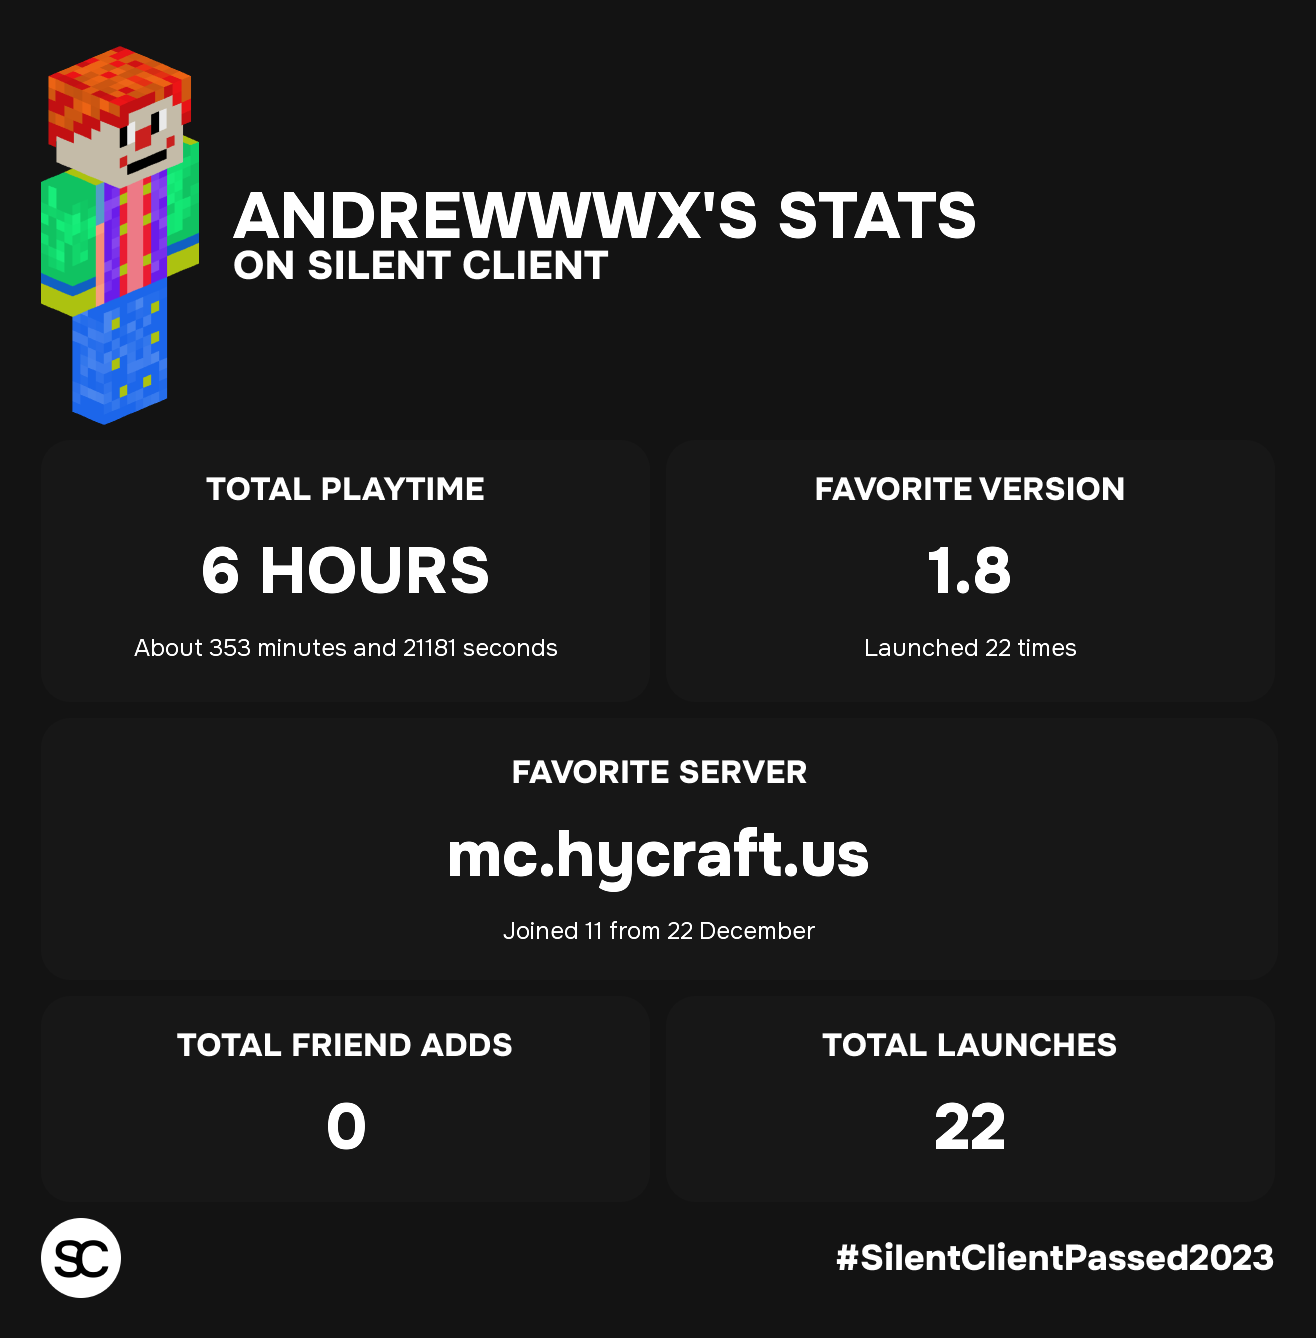 ANDREWWWX'S STATS
ON SILENT CLIENT
TOTAL PLAYTIME
6 HOURS
About 353 minutes and 21181 seconds
FAVORITE VERSION
1.8
Launched 22 times
FAVORITE SERVER
mc.hycraft.us
Joined 11 from 22 December
TOTAL FRIEND ADDS
0
TOTAL LAUNCHES
22
SC
#SilentClientPassed2023